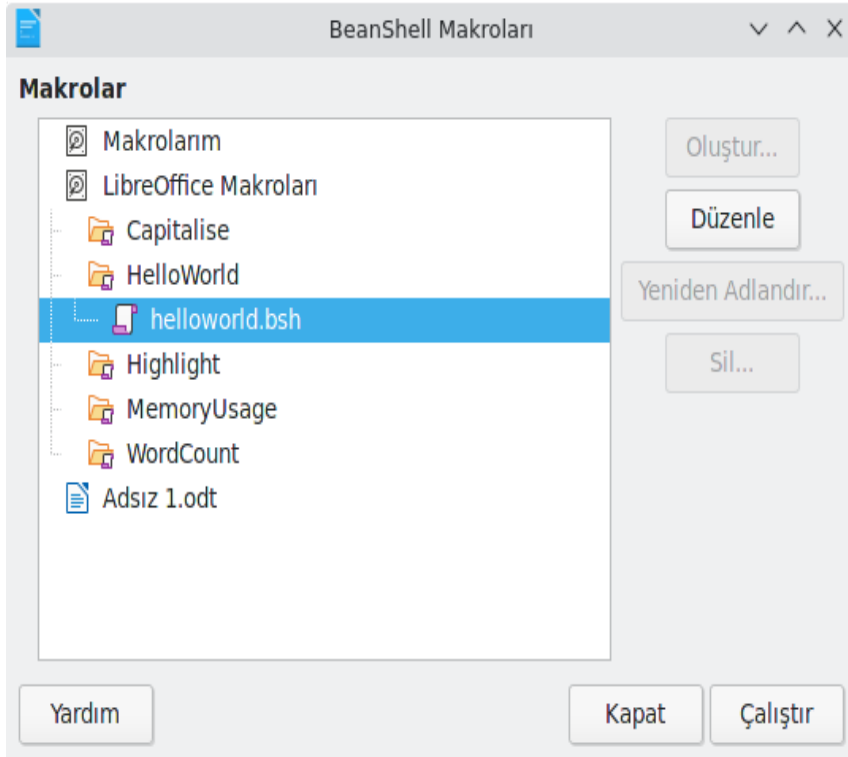 BeanShell Makroları
Makrolar
Makrolarım
LibreOffice Makroları
Capitalise
HelloWorld
helloworld.bsh
Highlight
MemoryUsage
WordCount
Adsız 1.odt
Oluştur...
Düzenle
Yeniden Adlandır...
Sil...
Yardım
Kapat
Çalıştır